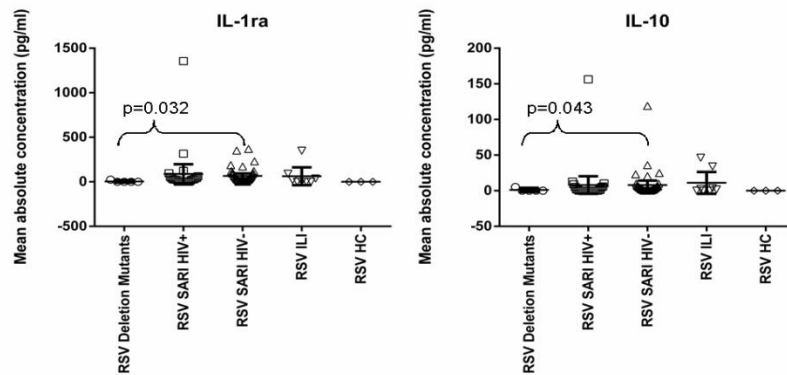 IL-1ra
Mean absolute concentration (pg/ml)
1500
1000
500
0
-500
p=0.032
RSV Deletion Mutants
RSV SARI HIV+
RSV SARI HIV-
RSV ILI
RSV HC
IL-10
Mean absolute concentration (pg/ml)
200
150
100
50
0
50
p=0.043
RSV Deletion Mutants
RSV SARI HIV+
RSV SARI HIV-
RSV ILI
RSV HC